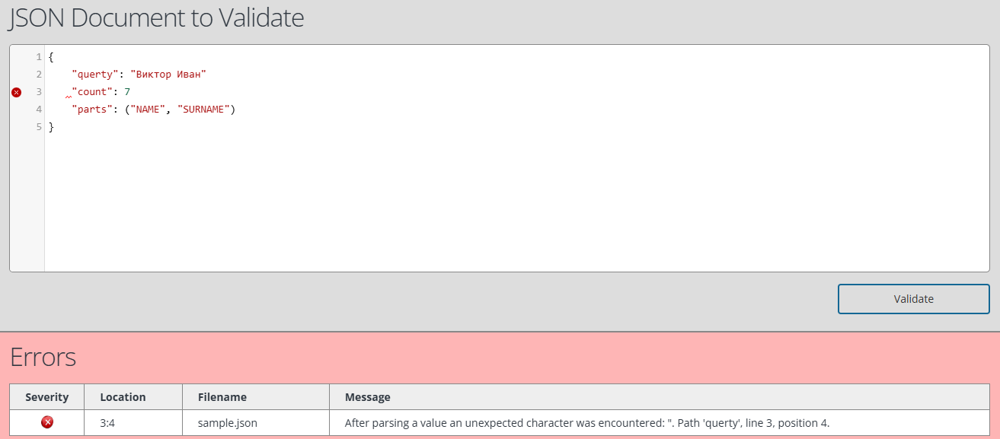 JSON Document to Validate
1 {
2 "querty": "Виктор Иван"
3 "count": 7
4 "parts": ("NAME", "SURNAME")
5 }
Validate
Errors
Severity Location Filename Message
3:4 sample.json After parsing a value an unexpected character was encountered: ". Path 'querty', line 3, position 4.